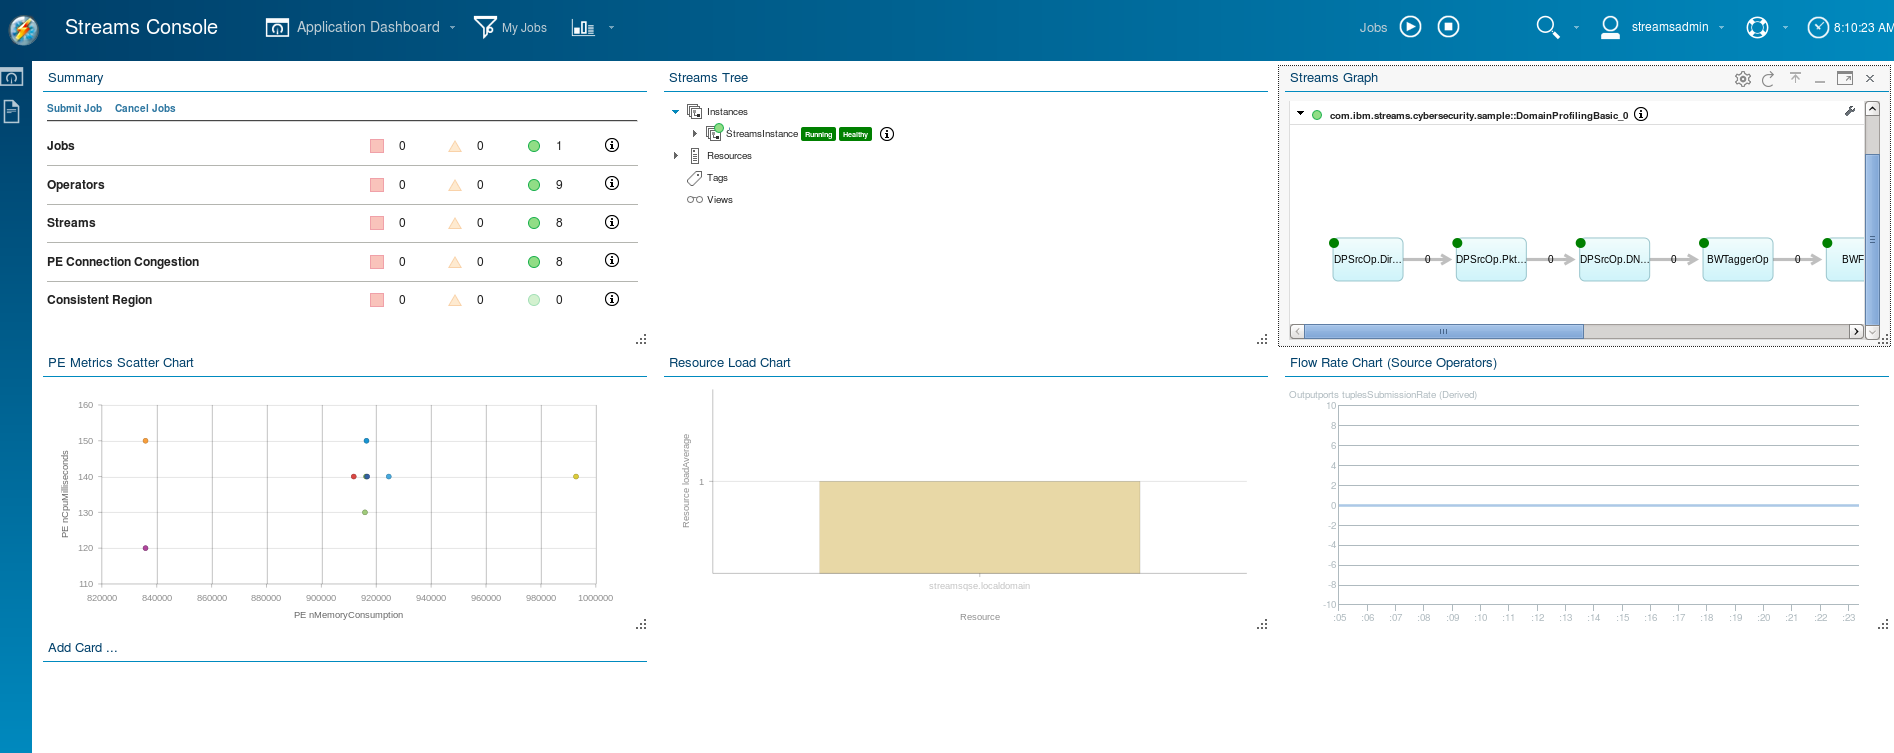 Streams Console
Application Dashboard
My Jobs
Jobs
streamsadmin
8:10:23 AM
Summary
Submit Job Cancel Jobs
Jobs 0 0 1
Operators 0 0 9
Streams 0 0 8
PE Connection Congestion 0 0 8
Consistent Region 0 0 0
Streams Tree
Instances
StreamsInstance Running Healthy
Resources
Tags
Views
Streams Graph
com.ibm.streams.cybersecurity.sample::DomainProfilingBasic_0
DPSrcOp.Dir... 0 DPSrcOp.Pkt... 0 DPSrcOp.DN... 0 BWTaggerOp 0 BWF
PE Metrics Scatter Chart
PE nCpuMilliseconds
160
150
140
130
120
110
820000 840000 860000 880000 900000 920000 940000 960000 980000 1000000
PE nMemoryConsumption
Resource Load Chart
Resource loadAverage
1
streamsqse.localdomain
Resource
Flow Rate Chart (Source Operators)
Outputports tuplesSubmissionRate (Derived)
10
8
6
4
2
0
-2
-4
-6
-8
-10
:05 :06 :07 :08 :09 :10 :11 :12 :13 :14 :15 :16 :17 :18 :19 :20 :21 :22 :23
Add Card ...